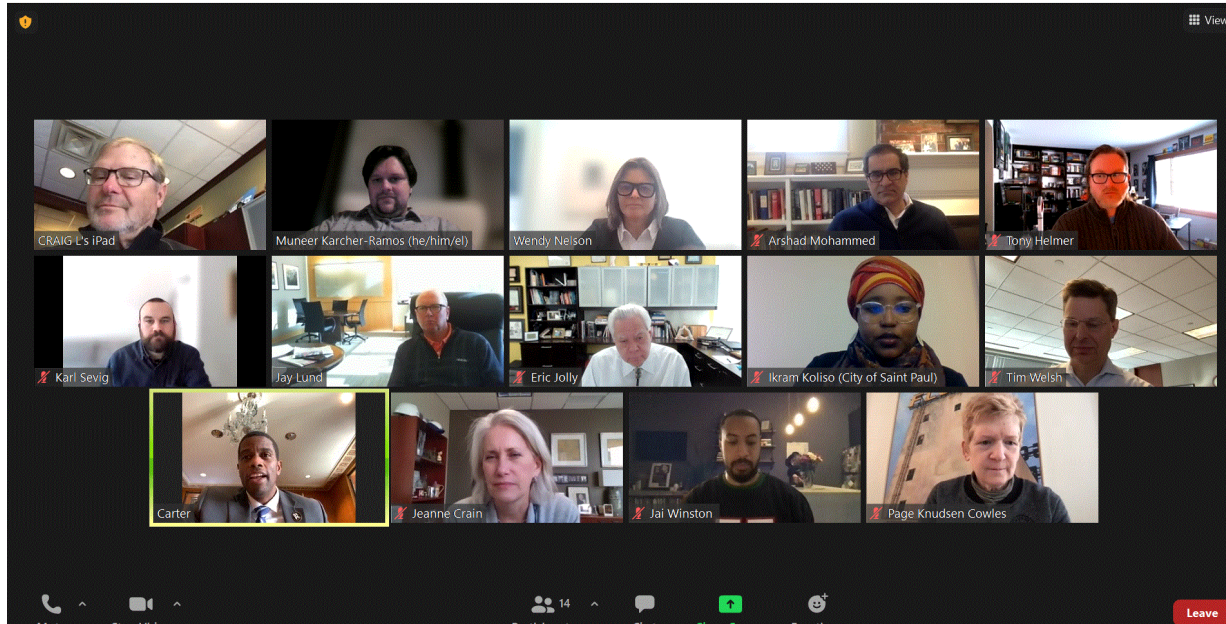 View
CRAIG L's iPad
Muneer Karcher-Ramos (he/him/el)
Wendy Nelson
Arshad Mohammed
Tony Helmer
Karl Sevig
Jay Lund
Eric Jolly
Ikram Koliso (City of Saint Paul)
Tim Welsh
Carter
Jeanne Crain
Jai Winston
Page Knudsen Cowles
14
Leave